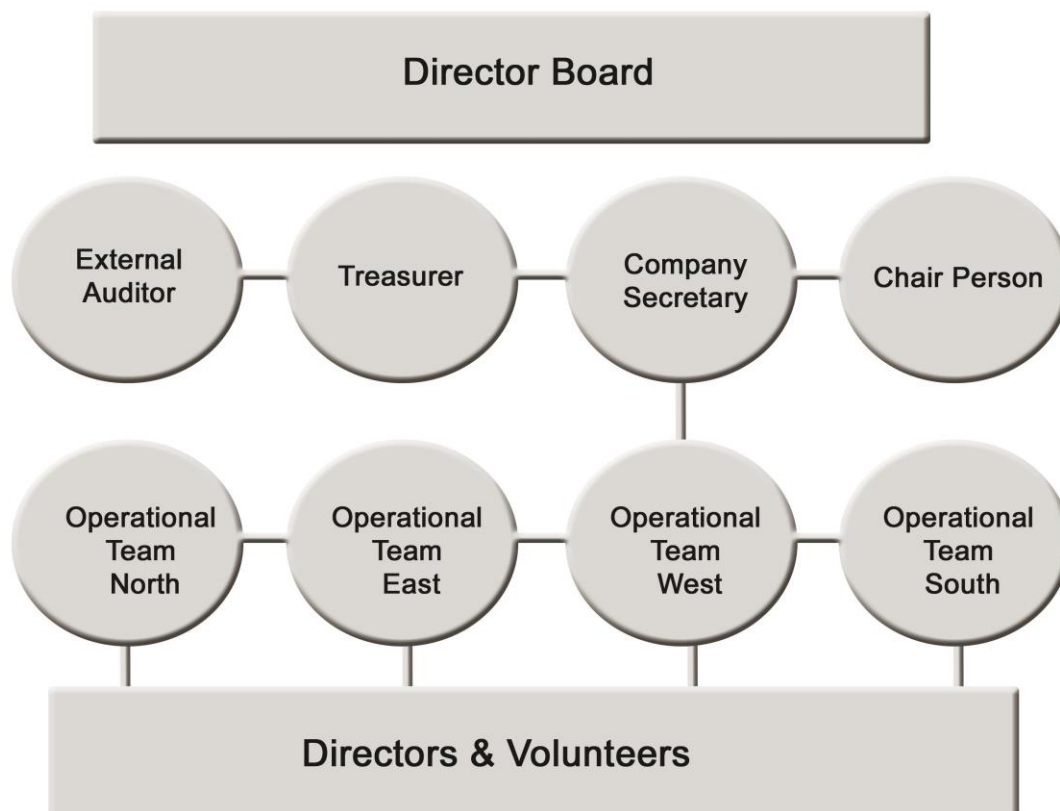 Director Board
External
Auditor
Treasurer
Company
Secretary
Chair Person
Operational
Team
North
Operational
Team
East
Operational
Team
West
Operational
Team
South
Directors & Volunteers